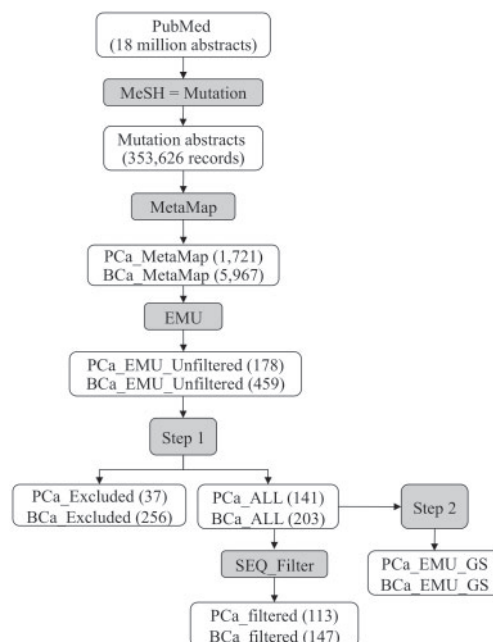 PubMed
(18 million abstracts)
MeSH = Mutation
Mutation abstracts
(353,626 records)
MetaMap
PCa_MetaMap (1,721)
BCa_MetaMap (5,967)
EMU
PCa_EMU_Unfiltered (178)
BCa_EMU_Unfiltered (459)
Step 1
PCa_Excluded (37)
BCa_Excluded (256)
PCa_ALL (141)
BCa_ALL (203)
Step 2
SEQ_Filter
PCa_EMU_GS
BCa_EMU_GS
PCa_filtered (113)
BCa_filtered (147)